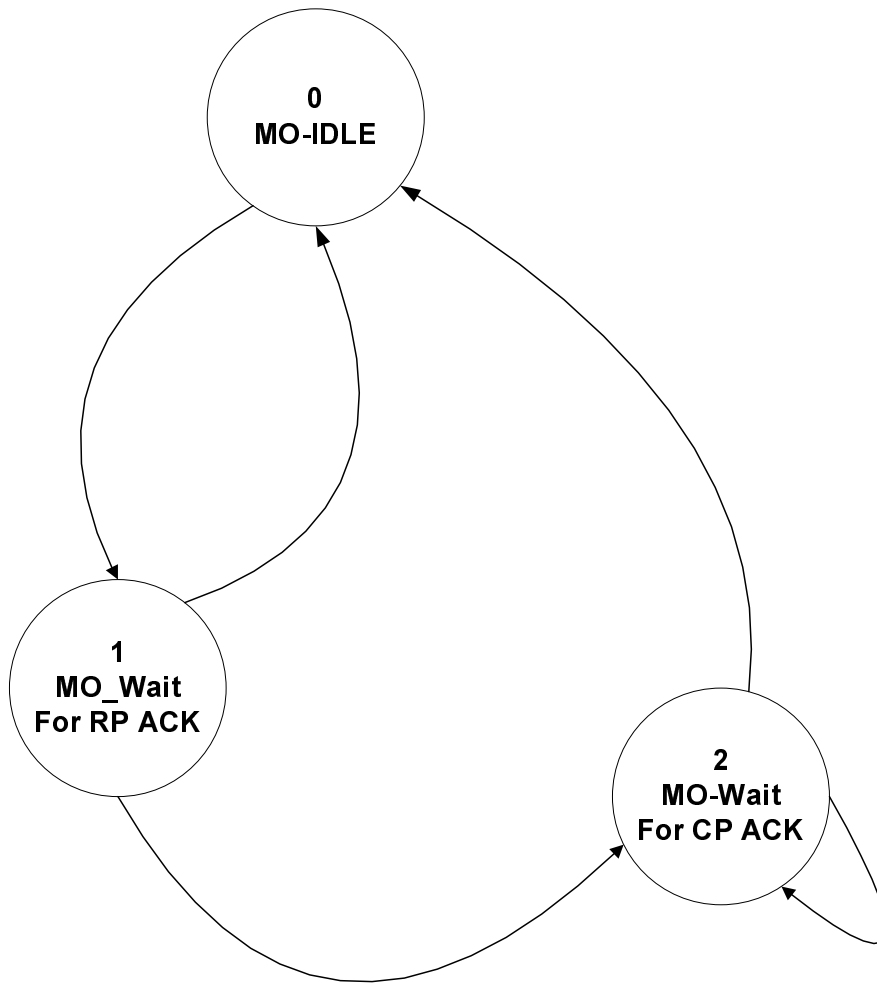 0
MO-IDLE
1
MO_Wait
For RP ACK
2
MO-Wait
For CP ACK